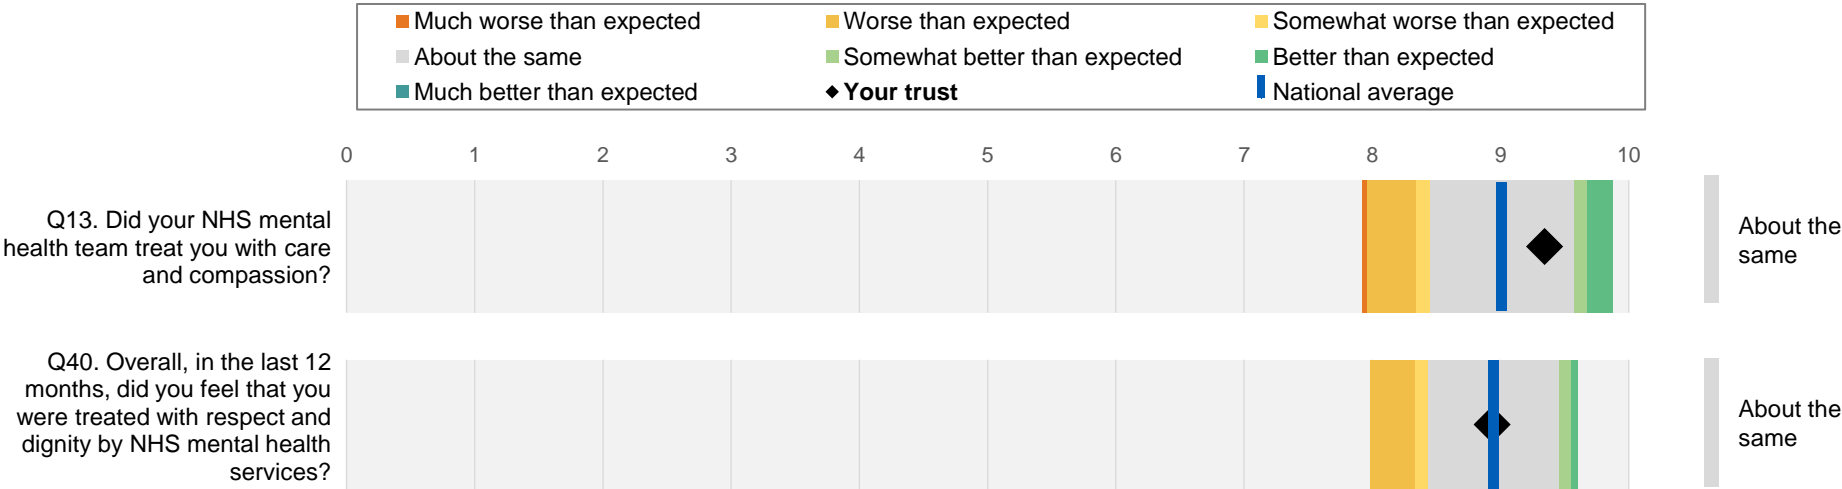 Much worse than expected
Worse than expected
Somewhat worse than expected
About the same
Somewhat better than expected
Better than expected
Much better than expected
Your trust
National average
0 1 2 3 4 5 6 7 8 9 10
Q13. Did your NHS mental
health team treat you with care
and compassion?
About the
same
Q40. Overall, in the last 12
months, did you feel that you
were treated with respect and
dignity by NHS mental health
services?
About the
same